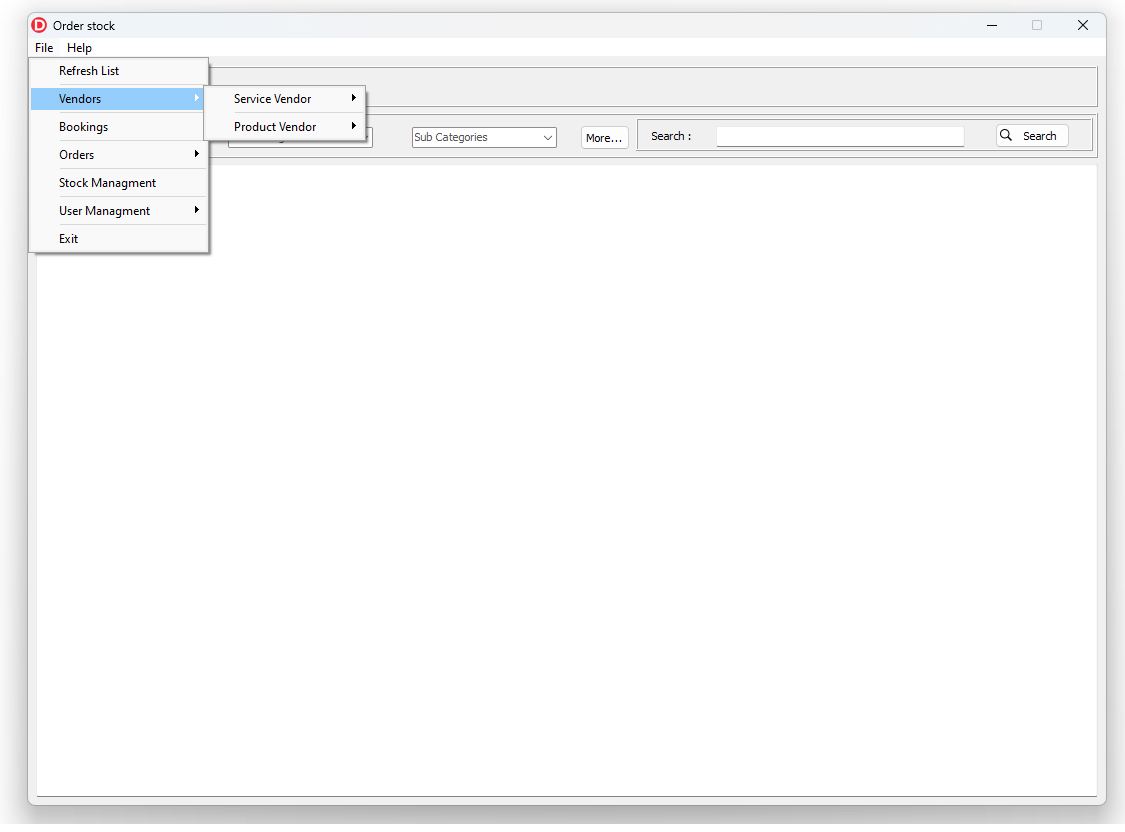 Order stock
File Help
Refresh List
Vendors
Service Vendor
Product Vendor
Bookings
Orders
Stock Managment
User Managment
Exit
Sub Categories
More...
Search :
Search